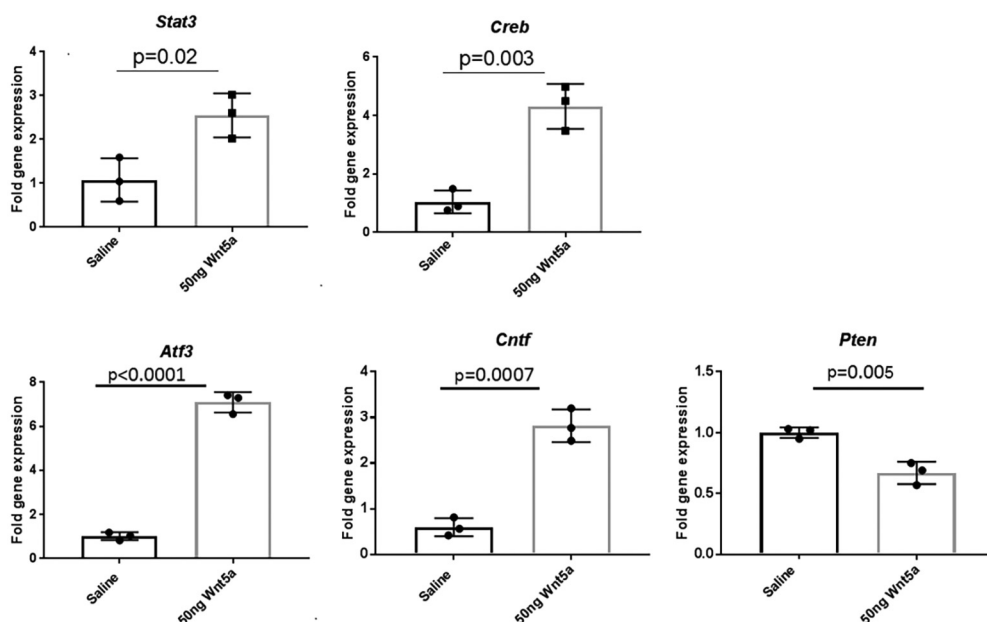 Stat3
p=0.02
Fold gene expression
4
3
2
1
0
Saline
50ng Wnt5a
Creb
p=0.003
Fold gene expression
6
4
2
0
Saline
50ng Wnt5a
Atf3
p<0.0001
Fold gene expression
8
6
4
2
0
Saline
50ng Wnt5a
Cntf
p=0.0007
Fold gene expression
4
3
2
1
0
Saline
50ng Wnt5a
Pten
p=0.005
Fold gene expression
1.5
1.0
0.5
0.0
Saline
50ng Wnt5a